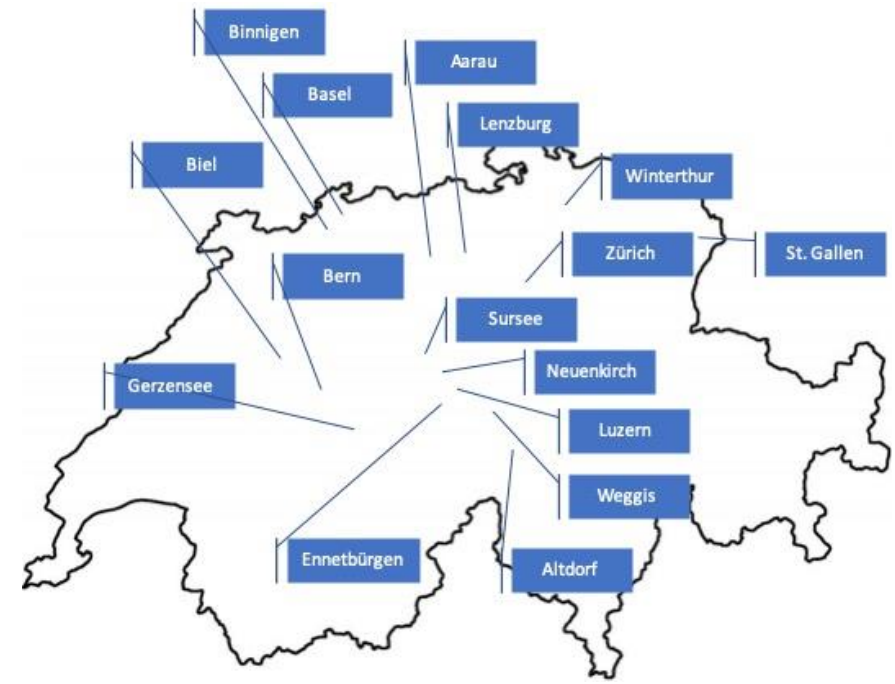 Binnigen
Aarau
Basel
Lenzburg
Biel
Winterthur
Zürich
St. Gallen
Bern
Sursee
Neuenkirch
Gerzensee
Luzern
Weggis
Ennetbürgen
Altdorf